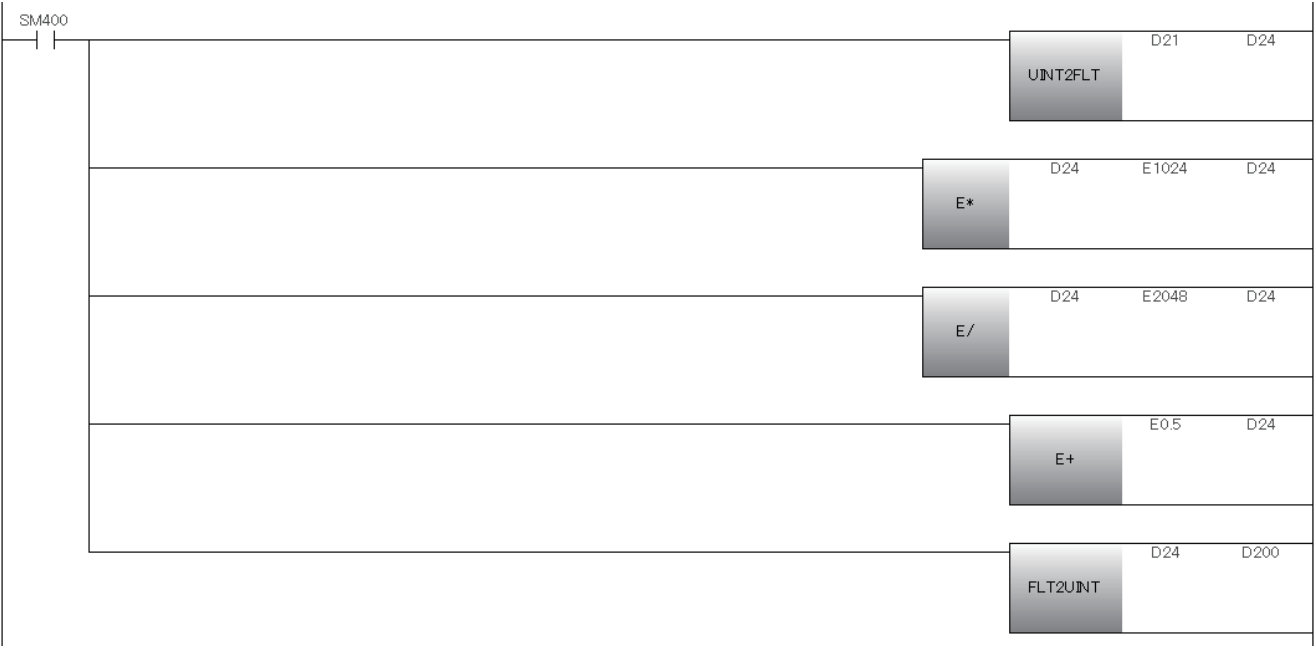 SM400
UINT2FLT D21 D24
E* D24 E1024 D24
E/ D24 E2048 D24
E+ E0.5 D24
FLT2UINT D24 D200